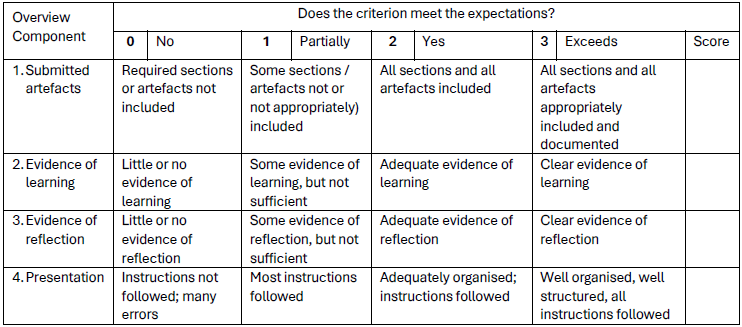 Overview
Component
Does the criterion meet the expectations?
0 No
1 Partially
2 Yes
3 Exceeds
Score
1. Submitted
artefacts
Required sections
or artefacts not
included
Some sections /
artefacts not or
not appropriately)
included
All sections and all
artefacts included
All sections and all
artefacts
appropriately
included and
documented
2. Evidence of
learning
Little or no
evidence of
learning
Some evidence of
learning, but not
sufficient
Adequate evidence of
learning
Clear evidence of
learning
3. Evidence of
reflection
Little or no
evidence of
reflection
Some evidence of
reflection, but not
sufficient
Adequate evidence of
reflection
Clear evidence of
reflection
4. Presentation
Instructions not
followed; many
errors
Most instructions
followed
Adequately organised;
instructions followed
Well organised, well
structured, all
instructions followed